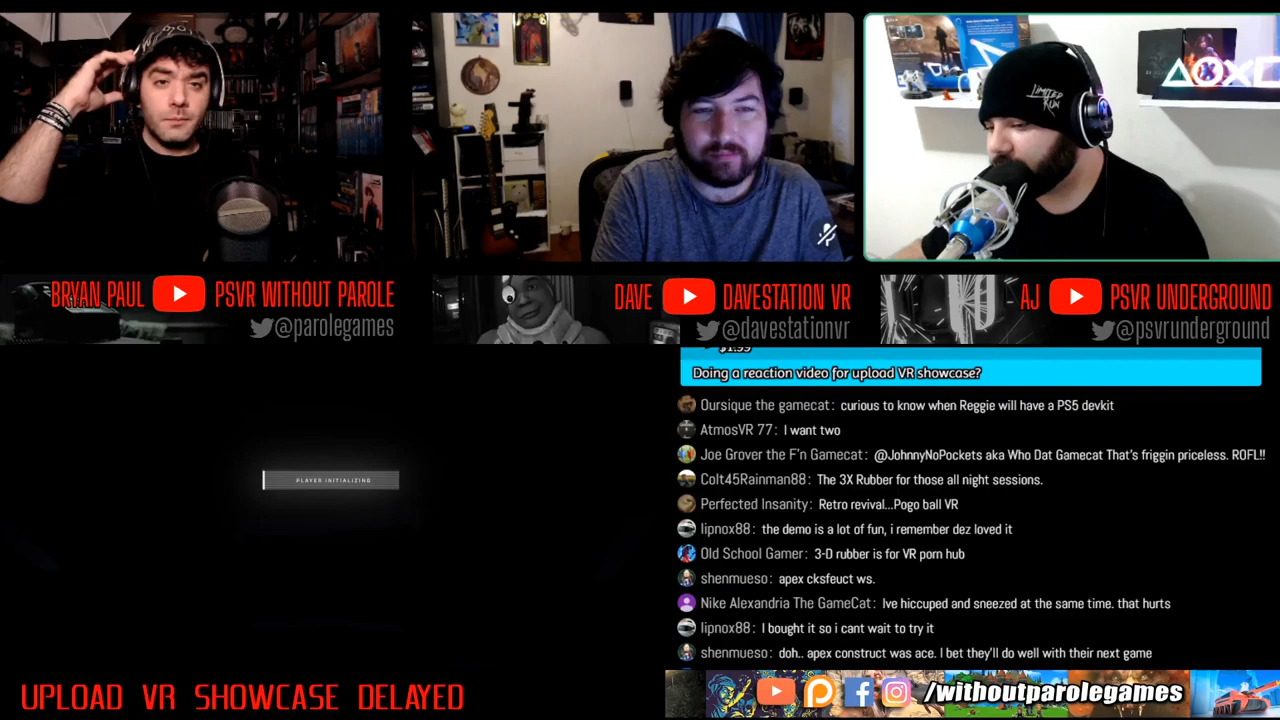 LIMITED
RUN
BRYAN PAUL PSVR WITHOUT PAROLE
@parolegames
DAVE DAVESTATION VR
@davestationvr
AJ PSVR UNDERGROUND
@psvrunderground
$1.99
Doing a reaction video for upload VR showcase?
Oursique the gamecat: curious to know when Reggie will have a PS5 devkit
AtmosVR 77: I want two
Joe Grover the F'n Gamecat: @JohnnyNoPockets aka Who Dat Gamecat That's friggin priceless. ROFL!!
Colt45Rainman88: The 3X Rubber for those all night sessions.
Perfected Insanity: Retro revival...Pogo ball VR
lipnox88: the demo is a lot of fun, i remember dez loved it
Old School Gamer: 3-D rubber is for VR porn hub
shenmueso: apex cksfeuct ws.
Nike Alexandria The GameCat: Ive hiccuped and sneezed at the same time. that hurts
lipnox88: I bought it so i cant wait to try it
shenmueso: doh.. apex construct was ace. I bet they'll do well with their next game
PLAYER INITIALIZING
UPLOAD VR SHOWCASE DELAYED
/withoutparolegames